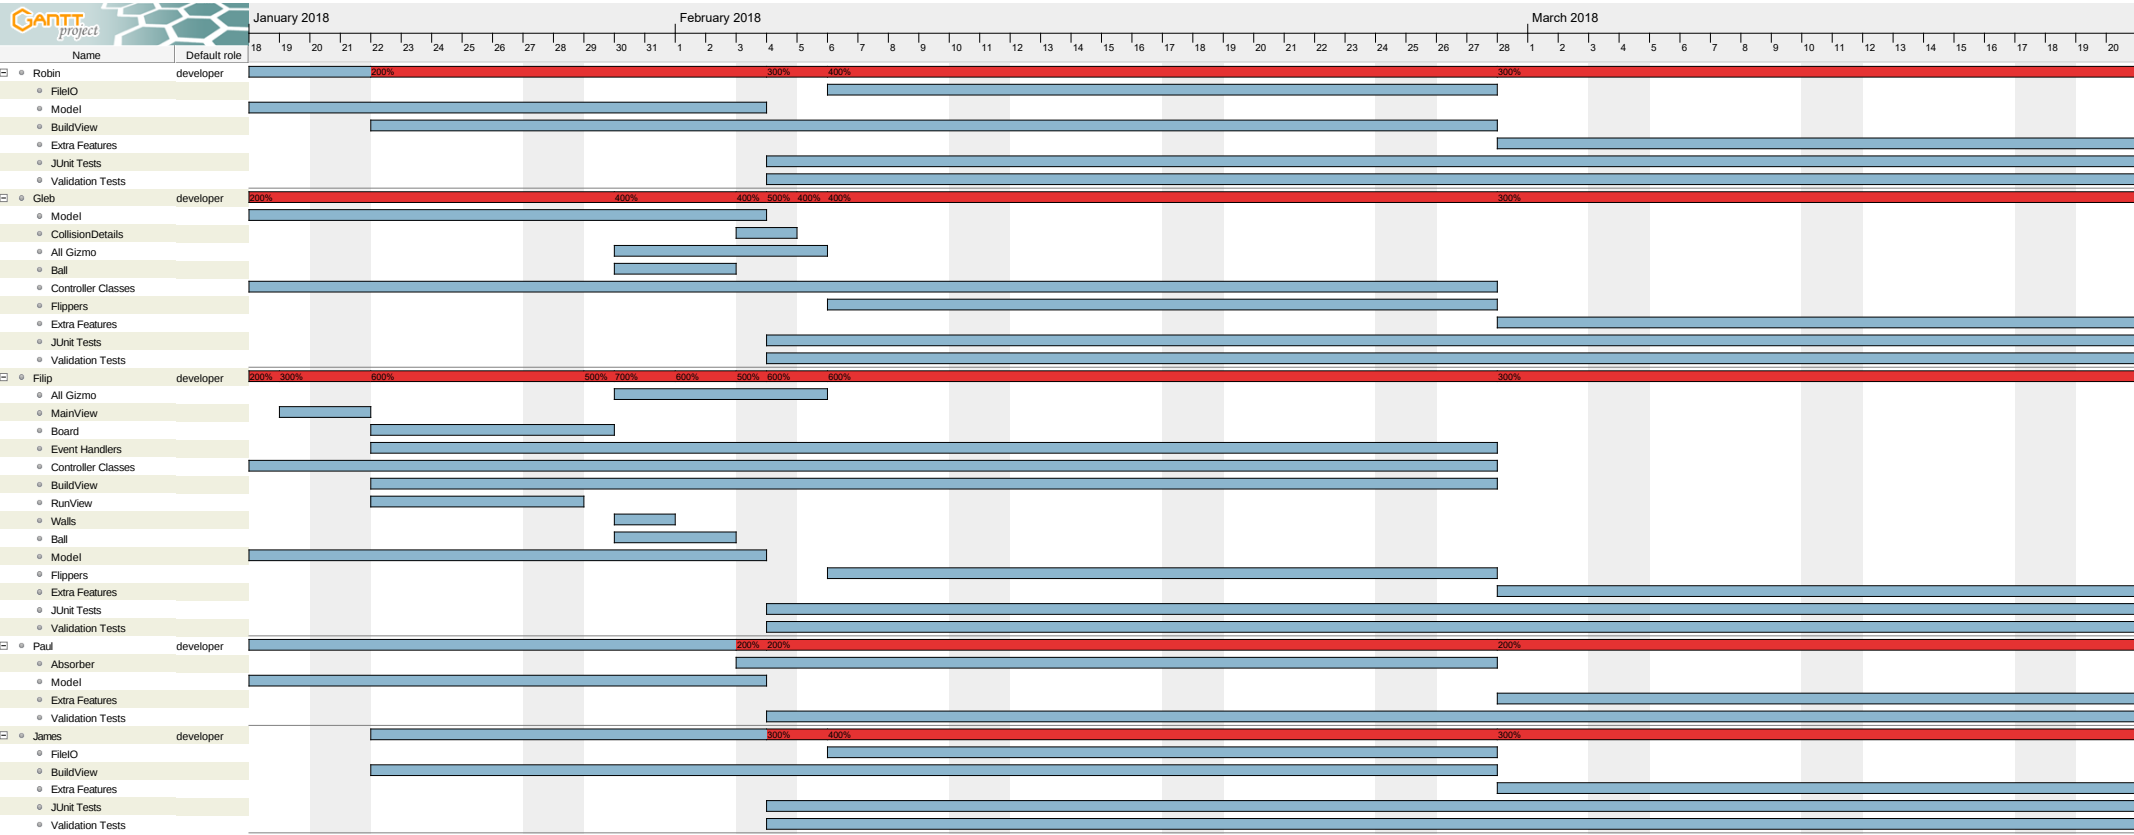 GANTT
project
January 2018 February 2018 March 2018
Name Default role
18 19 20 21 22 23 24 25 26 27 28 29 30 31 1 2 3 4 5 6 7 8 9 10 11 12 13 14 15 16 17 18 19 20 21 22 23 24 25 26 27 28 1 2 3 4 5 6 7 8 9 10 11 12 13 14 15 16 17 18 19 20
Robin developer 200% 300% 400% 300%
FileIO
Model
BuildView
Extra Features
JUnit Tests
Validation Tests
Gleb developer 200% 400% 400% 500% 400% 400% 300%
Model
CollisionDetails
All Gizmo
Ball
Controller Classes
Flippers
Extra Features
JUnit Tests
Validation Tests
Filip developer 200% 300% 600% 500% 700% 600% 500% 600% 600% 300%
All Gizmo
MainView
Board
Event Handlers
Controller Classes
BuildView
RunView
Walls
Ball
Model
Flippers
Extra Features
JUnit Tests
Validation Tests
Paul developer 200% 200% 200%
Absorber
Model
Extra Features
Validation Tests
James developer 300% 400% 300%
FileIO
BuildView
Extra Features
JUnit Tests
Validation Tests